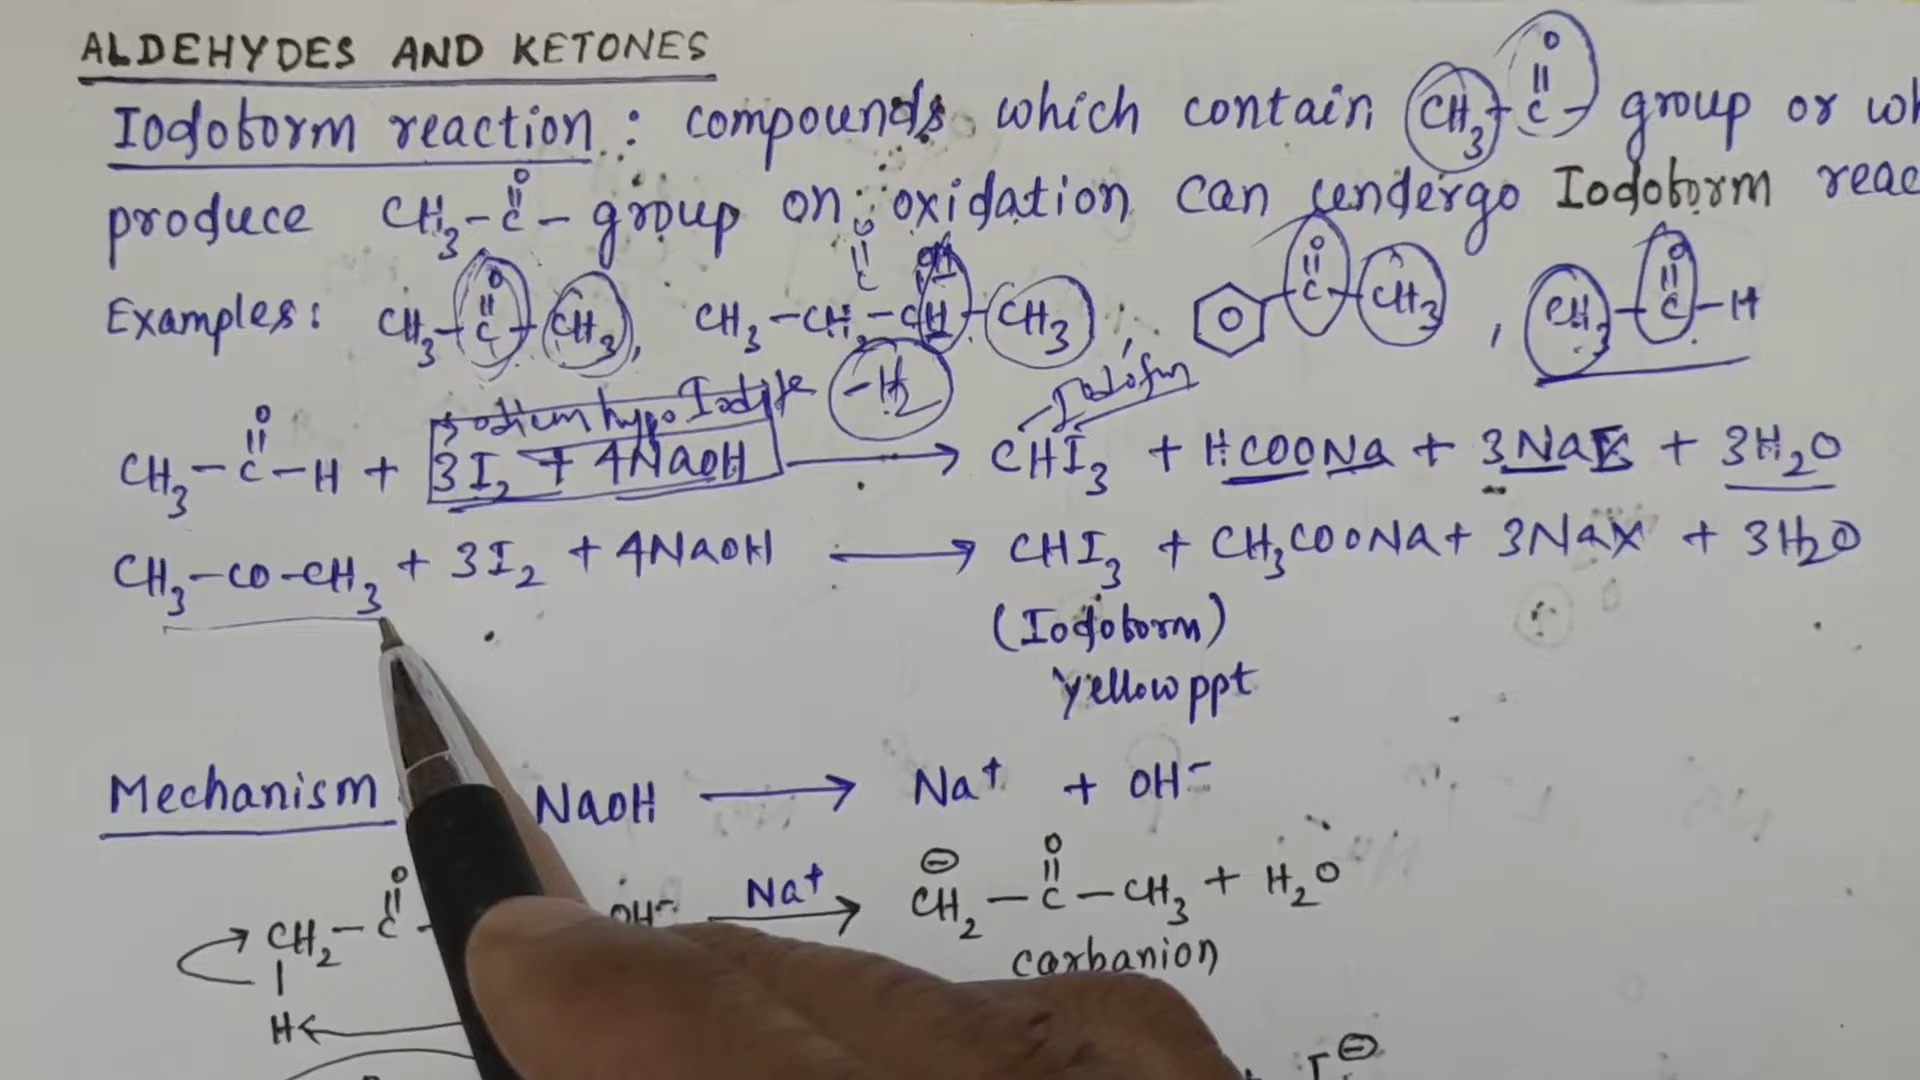 ALDEHYDES AND KETONES
Iodoform reaction : compounds which contain CH₃-C(=O)- group or wh
produce CH₃-C(=O)- group on oxidation can undergo Iodoform reac
Examples: CH₃-C(=O)-CH₃, CH₃-CH₂-CH(OH)-CH₃, C(=O)-CH₃, CH₃-C(=O)-H
O
||
C
-H₂
sodium hypo Iodite
Iodoform
CH₃-C(=O)-H + 3I₂ + 4NaOH → CHI₃ + HCOONa + 3Na + 3H₂O
CH₃-CO-CH₃ + 3I₂ + 4NaOH → CHI₃ + CH₃COONa + 3NaX + 3H₂O
(Iodoform)
yellow ppt
Mechanism NaOH → Na⁺ + OH⁻
CH₂-C(=O)- OH⁻ Na⁺ → ⊖CH₂-C(=O)-CH₃ + H₂O
H
carbanion
I⊖